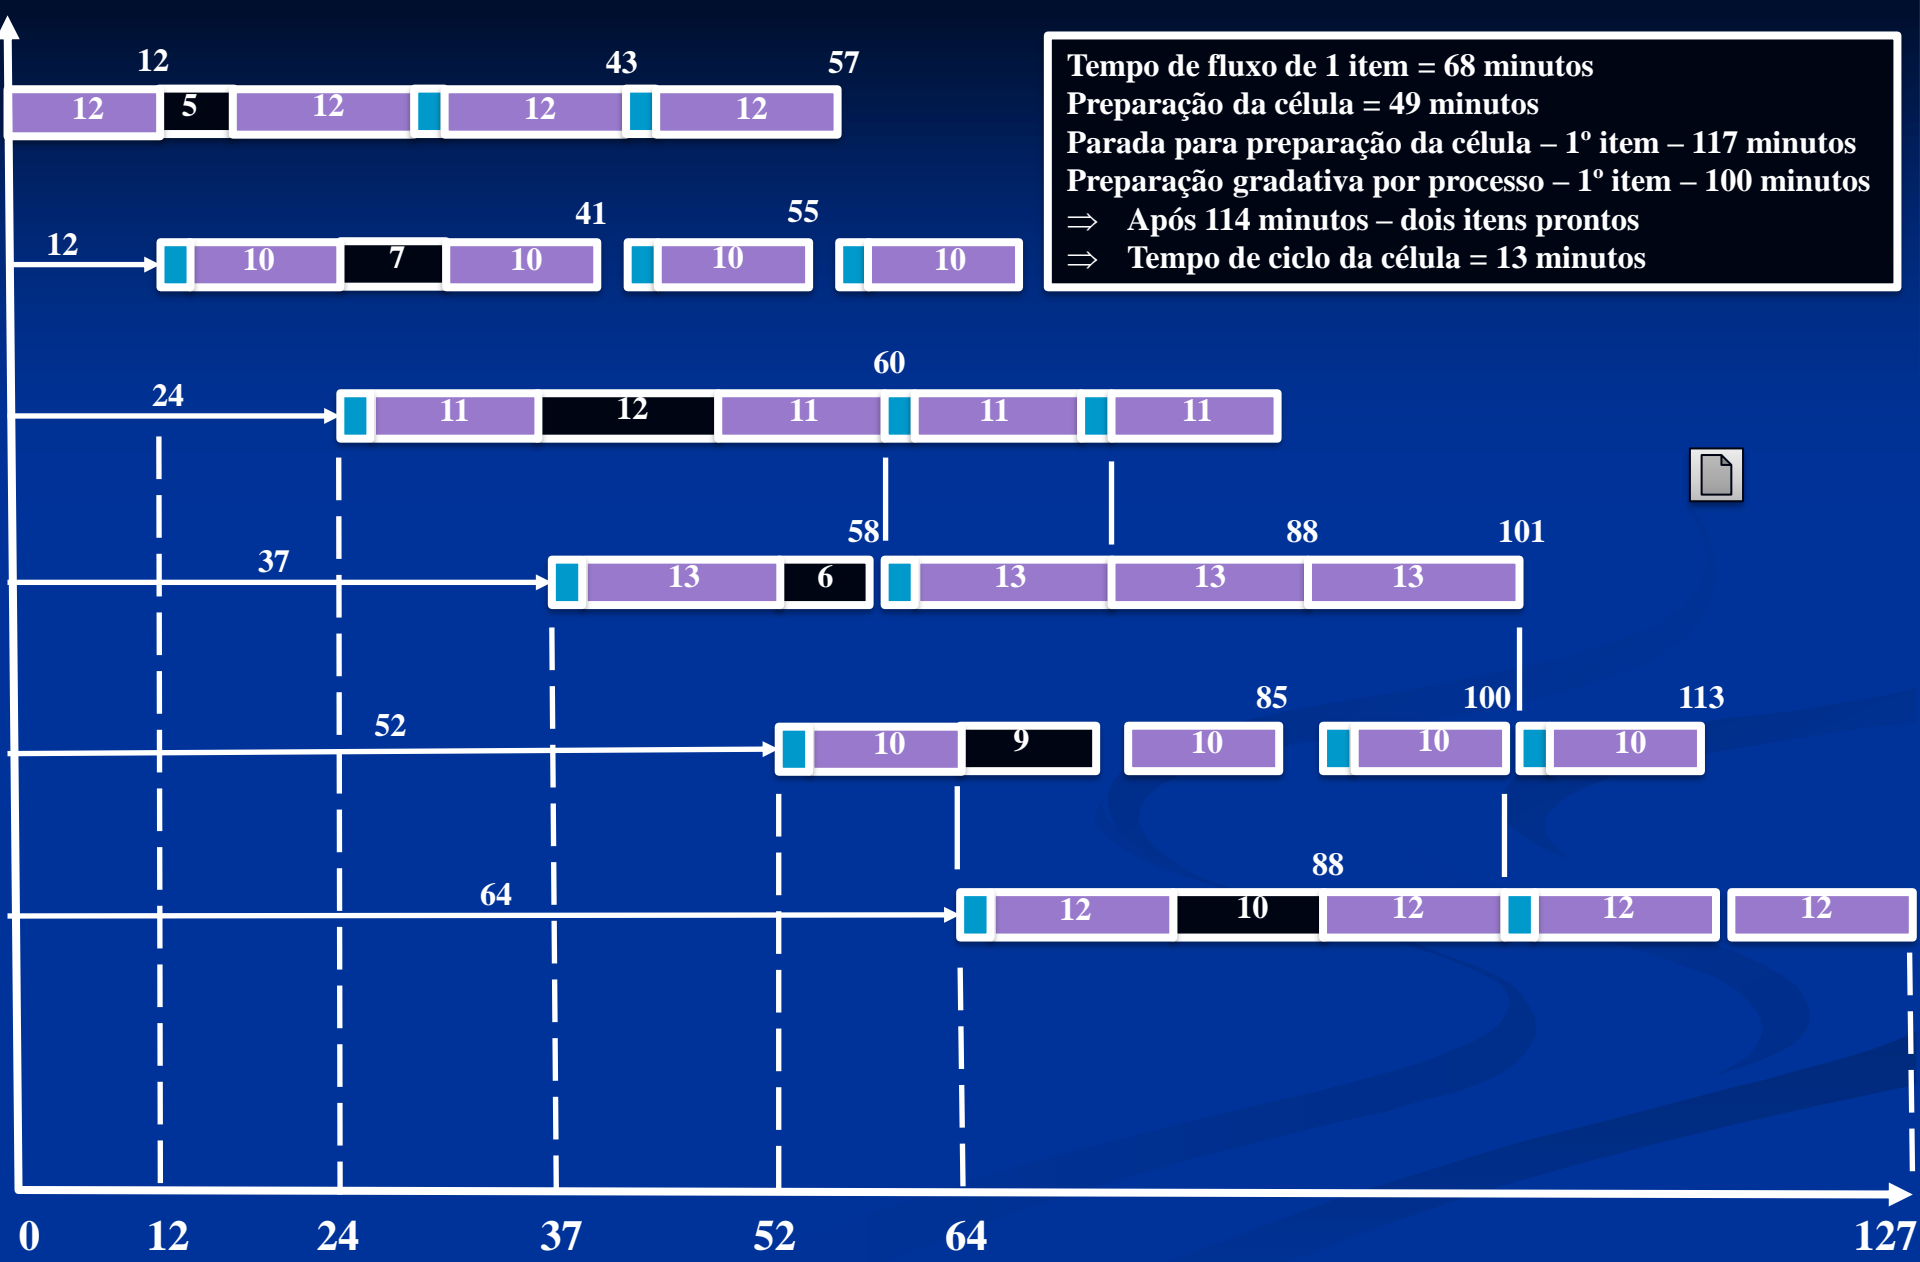 12 43 57
12 5 12 12 12
Tempo de fluxo de 1 item = 68 minutos
Preparação da célula = 49 minutos
Parada para preparação da célula – 1º item – 117 minutos
Preparação gradativa por processo – 1º item – 100 minutos
⇒ Após 114 minutos – dois itens prontos
⇒ Tempo de ciclo da célula = 13 minutos
41 55
12 10 7 10 10 10
60
24 11 12 11 11 11
58 88 101
37 13 6 13 13 13
85 100 113
52 10 9 10 10 10
88
64 12 10 12 12 12
0 12 24 37 52 64 127